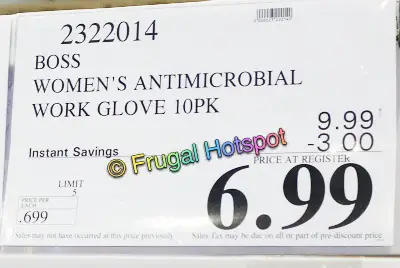 2322014
BOSS
WOMEN'S ANTIMICROBIAL
WORK GLOVE 10PK
9.99
Instant Savings -3 00
© Frugal Hotspot
PRICE AT REGISTER
LIMIT
5
6.99
PRICE PER
EACH
.699
Sales may not have occurred at this price previously
Sales Tax may be due on all or part of pre-discount price